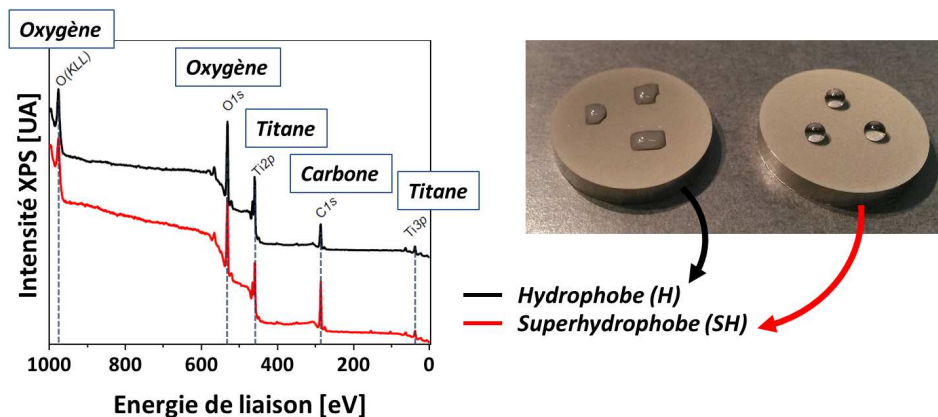 Oxygène
O(KLL)
Oxygène
O1s
Titane
Ti2p
Carbone
C1s
Titane
Ti3p
Intensité XPS [UA]
1000 800 600 400 200 0
Energie de liaison [eV]
Hydrophobe (H)
Superhydrophobe (SH)